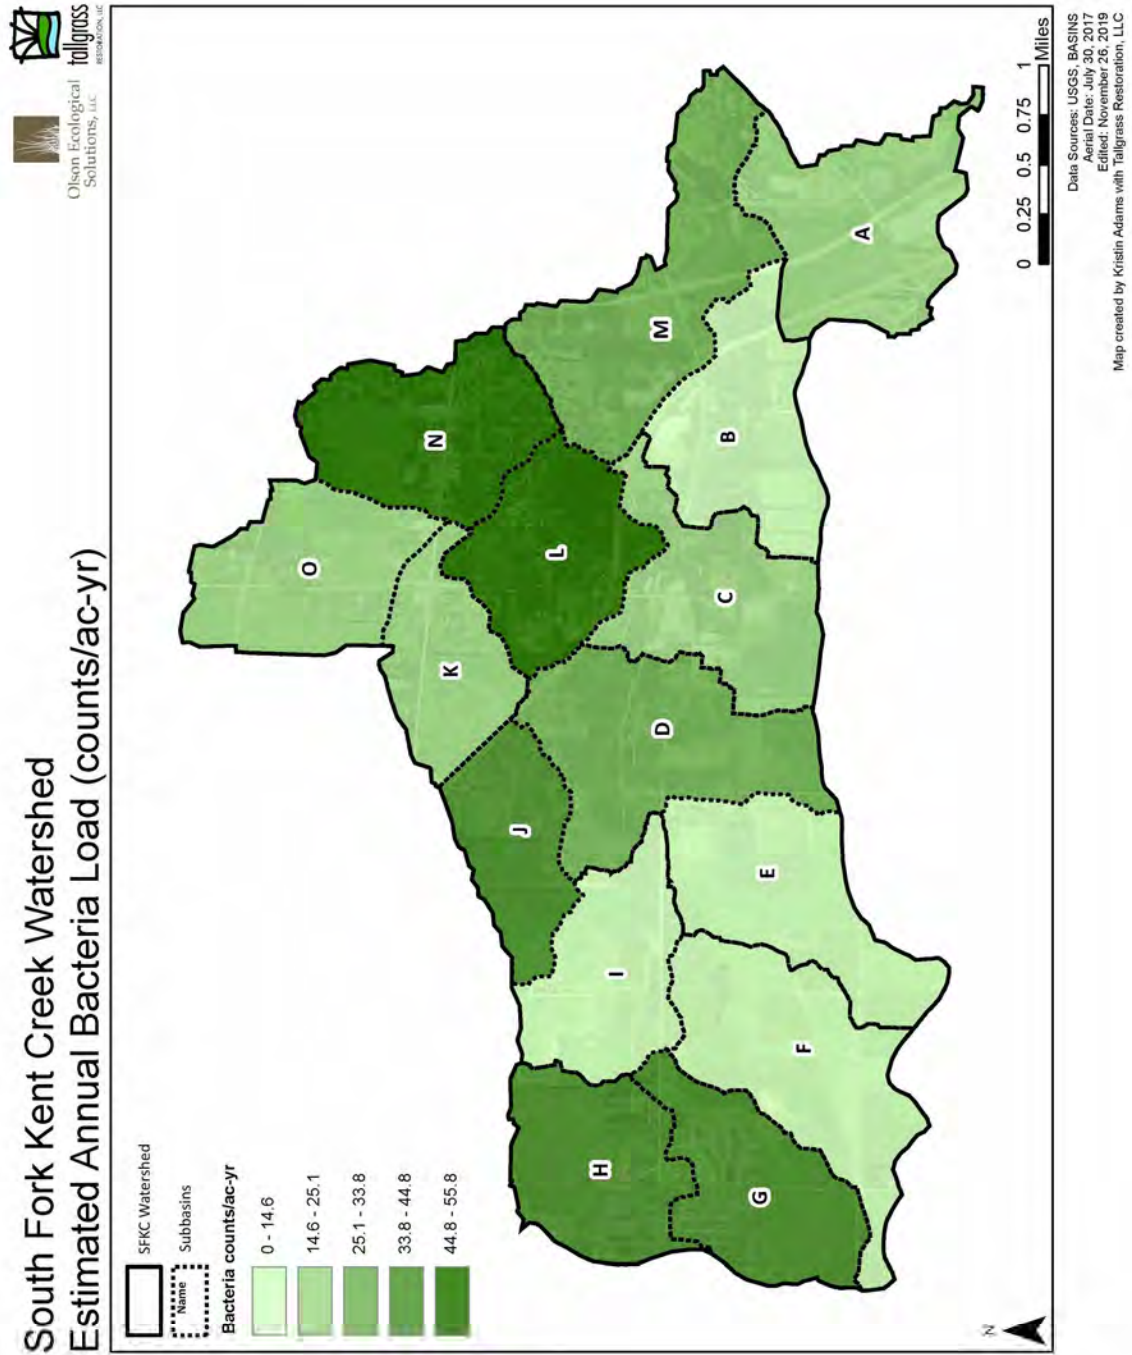 South Fork Kent Creek Watershed
Estimated Annual Bacteria Load (counts/ac-yr)
Olson Ecological
Solutions, LLC
tallgrass
RESTORATION, LLC
SFKC Watershed
Name
Subbasins
Bacteria counts/ac-yr
0 - 14.6
14.6 - 25.1
25.1 - 33.8
33.8 - 44.8
44.8 - 55.8
O
N
K
L
M
J
D
C
B
A
H
I
E
G
F
N
0 0.25 0.5 0.75 1
Miles
Data Sources: USGS, BASINS
Aerial Date: July 30, 2017
Edited: November 26, 2019
Map created by Kristin Adams with Tallgrass Restoration, LLC